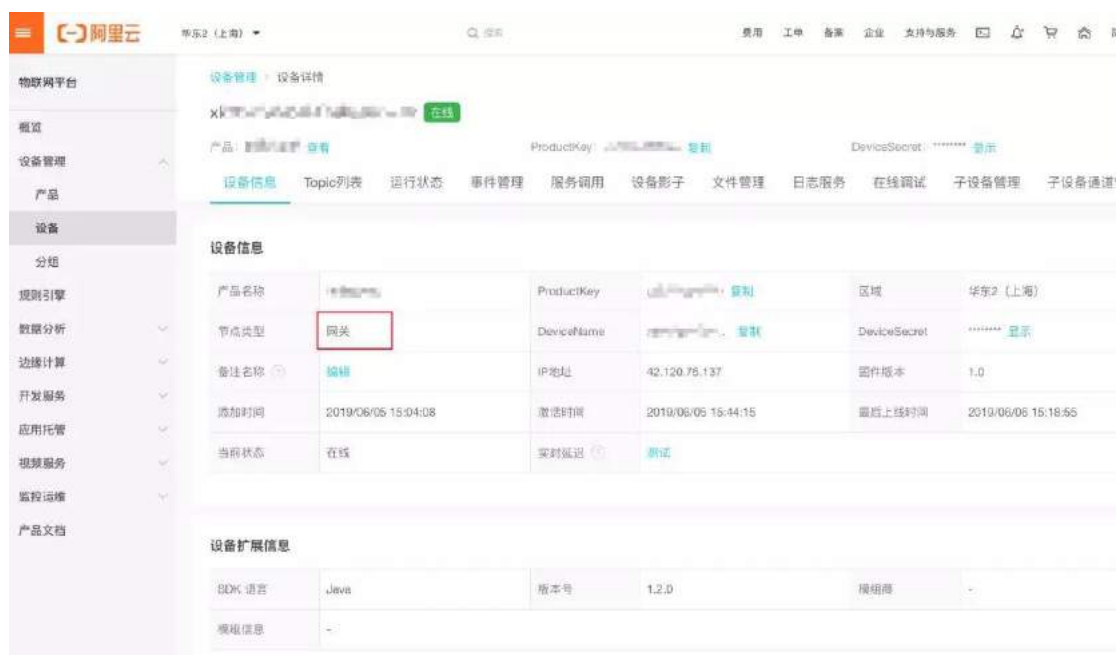 阿里云 华东2（上海） 搜索 费用 工单 备案 企业 支持与服务
物联网平台
概览
设备管理
产品
设备
分组
规则引擎
数据分析
边缘计算
开发服务
应用托管
视频服务
监控运维
产品文档
设备管理 > 设备详情
在线
产品： 查看 ProductKey： 复制 DeviceSecret： ******** 显示
设备信息 Topic列表 运行状态 事件管理 服务调用 设备影子 文件管理 日志服务 在线调试 子设备管理 子设备通道
设备信息
产品名称 ProductKey 复制 区域 华东2（上海）
节点类型 网关 DeviceName 复制 DeviceSecret ******** 显示
备注名称 编辑 IP地址 42.120.75.137 固件版本 1.0
添加时间 2019/06/05 15:04:08 激活时间 2019/06/05 15:44:15 最后上线时间 2019/06/06 15:18:55
当前状态 在线 实时延迟 测试
设备扩展信息
SDK 语言 Java 版本号 1.2.0 模组商 -
模组信息 -